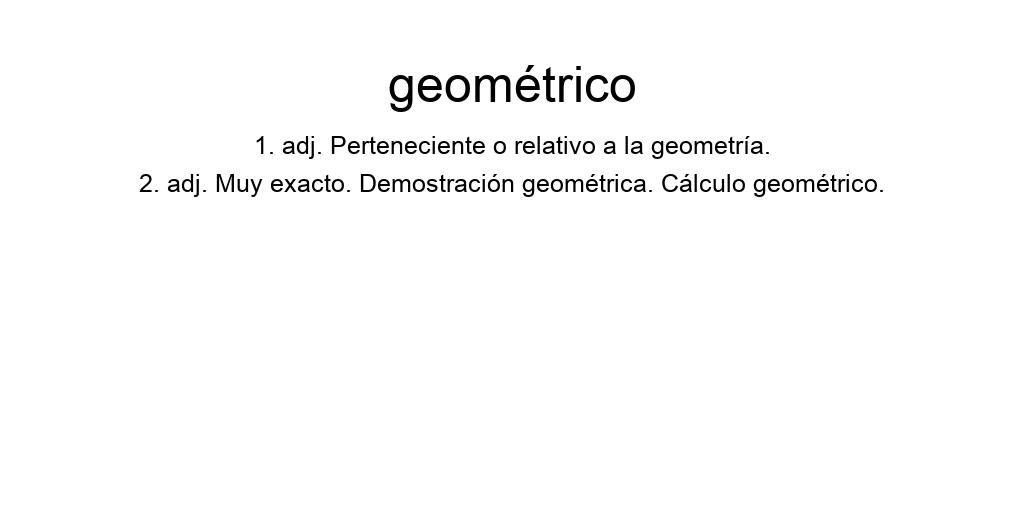 geométrico
1. adj. Perteneciente o relativo a la geometría.
2. adj. Muy exacto. Demostración geométrica. Cálculo geométrico.